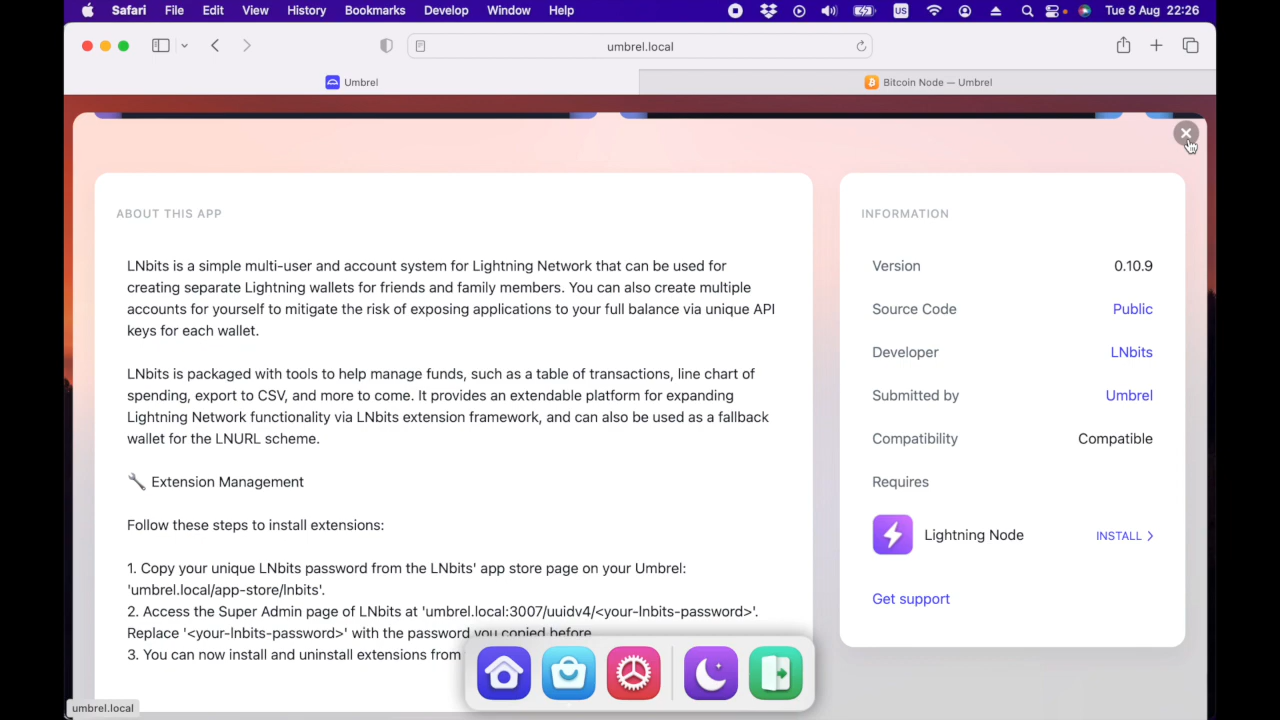 Safari File Edit View History Bookmarks Develop Window Help US Tue 8 Aug 22:26
umbrel.local
Umbrel
Bitcoin Node — Umbrel
ABOUT THIS APP
LNbits is a simple multi-user and account system for Lightning Network that can be used for
creating separate Lightning wallets for friends and family members. You can also create multiple
accounts for yourself to mitigate the risk of exposing applications to your full balance via unique API
keys for each wallet.
LNbits is packaged with tools to help manage funds, such as a table of transactions, line chart of
spending, export to CSV, and more to come. It provides an extendable platform for expanding
Lightning Network functionality via LNbits extension framework, and can also be used as a fallback
wallet for the LNURL scheme.
🔧 Extension Management
Follow these steps to install extensions:
1. Copy your unique LNbits password from the LNbits' app store page on your Umbrel:
'umbrel.local/app-store/lnbits'.
2. Access the Super Admin page of LNbits at 'umbrel.local:3007/uuidv4/<your-lnbits-password>'.
Replace '<your-lnbits-password>' with the password you copied before.
3. You can now install and uninstall extensions from
INFORMATION
Version 0.10.9
Source Code Public
Developer LNbits
Submitted by Umbrel
Compatibility Compatible
Requires
Lightning Node INSTALL >
Get support
umbrel.local